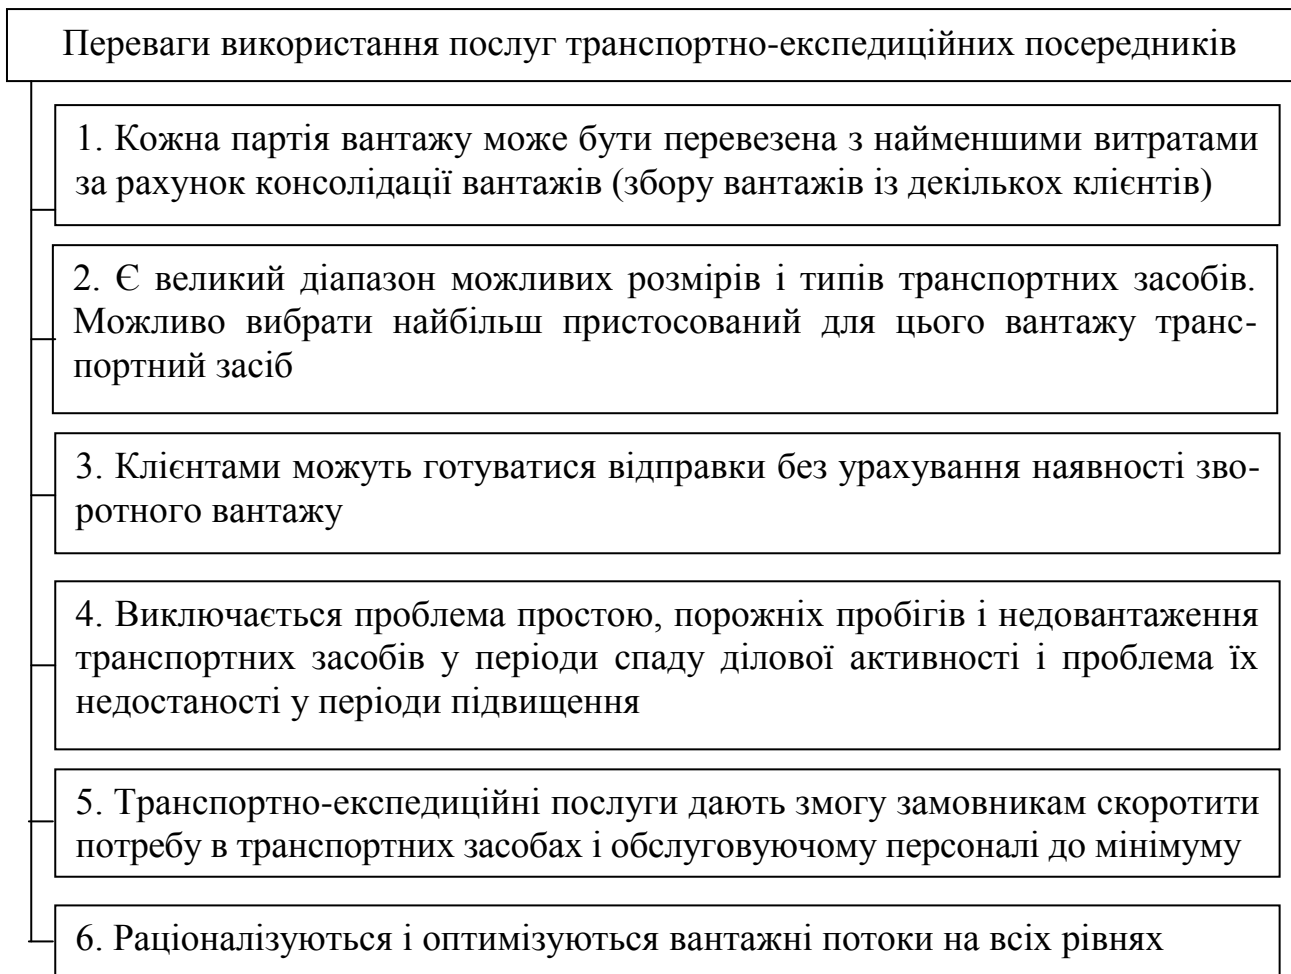 Переваги використання послуг транспортно-експедиційних посередників
1. Кожна партія вантажу може бути перевезена з найменшими витратами
за рахунок консолідації вантажів (збору вантажів із декількох клієнтів)
2. Є великий діапазон можливих розмірів і типів транспортних засобів.
Можливо вибрати найбільш пристосований для цього вантажу транс-
портний засіб
3. Клієнтами можуть готуватися відправки без урахування наявності зво-
ротного вантажу
4. Виключається проблема простою, порожніх пробігів і недовантаження
транспортних засобів у періоди спаду ділової активності і проблема їх
недостаності у періоди підвищення
5. Транспортно-експедиційні послуги дають змогу замовникам скоротити
потребу в транспортних засобах і обслуговуючому персоналі до мінімуму
6. Раціоналізуються і оптимізуються вантажні потоки на всіх рівнях